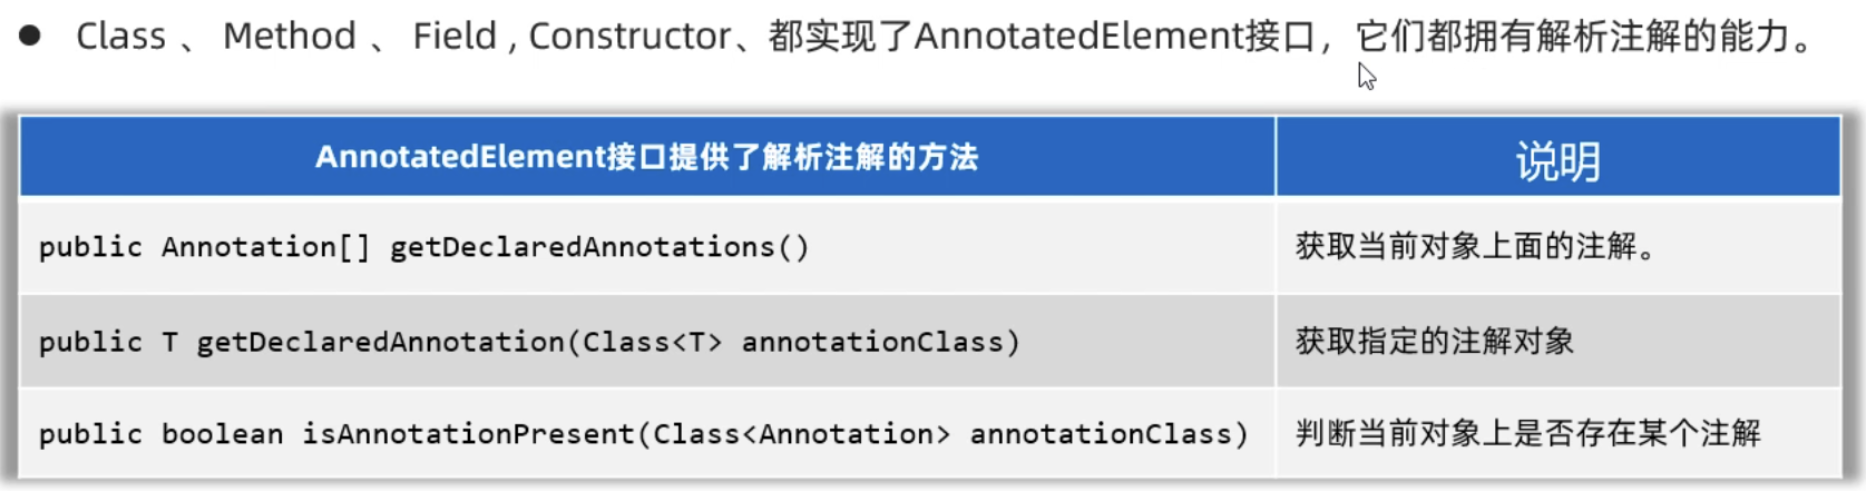 ● Class 、 Method 、 Field , Constructor、都实现了AnnotatedElement接口，它们都拥有解析注解的能力。
AnnotatedElement接口提供了解析注解的方法 说明
public Annotation[] getDeclaredAnnotations() 获取当前对象上面的注解。
public T getDeclaredAnnotation(Class<T> annotationClass) 获取指定的注解对象
public boolean isAnnotationPresent(Class<Annotation> annotationClass) 判断当前对象上是否存在某个注解